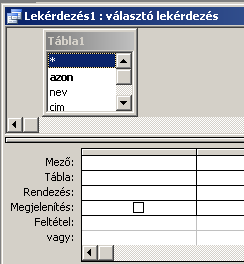 Lekérdezés1 : választó lekérdezés
Tábla1
*
azon
nev
cim
Mező:
Tábla:
Rendezés:
Megjelenítés:
Feltétel:
vagy: